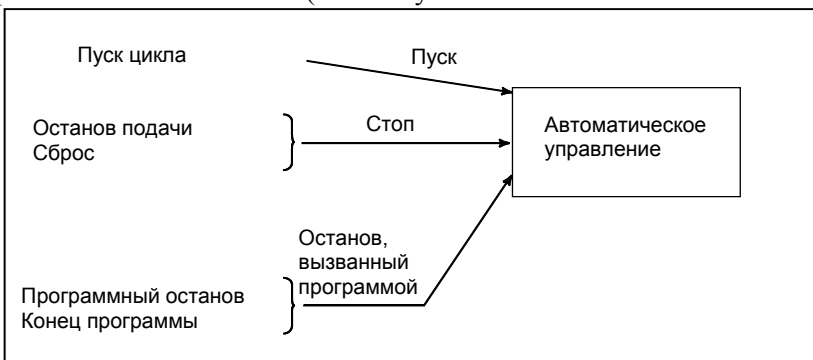 Пуск цикла
Пуск
Останов подачи
Сброс
Стоп
Автоматическое
управление
Останов,
вызванный
программой
Программный останов
Конец программы